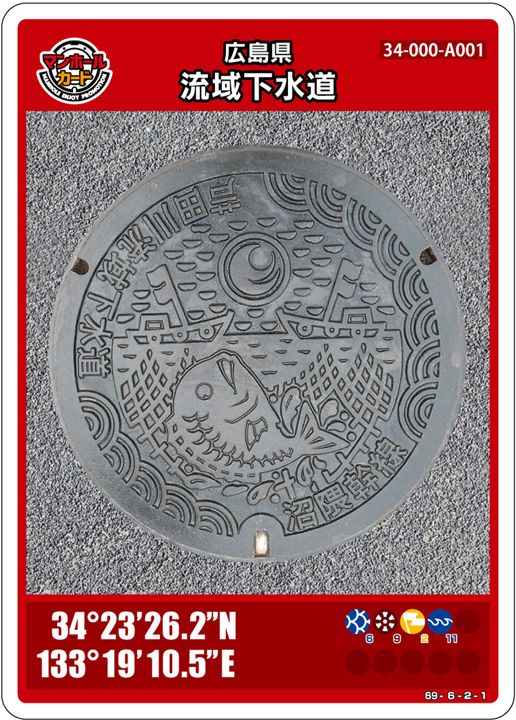 マンホール
カード
MANHOLE ENJOY PROMOTION
広島県
流域下水道
34-000-A001
芦田川流域下水道
沼隈幹線
34°23'26.2"N
133°19'10.5"E
6 9 2 11
69-6-2-1